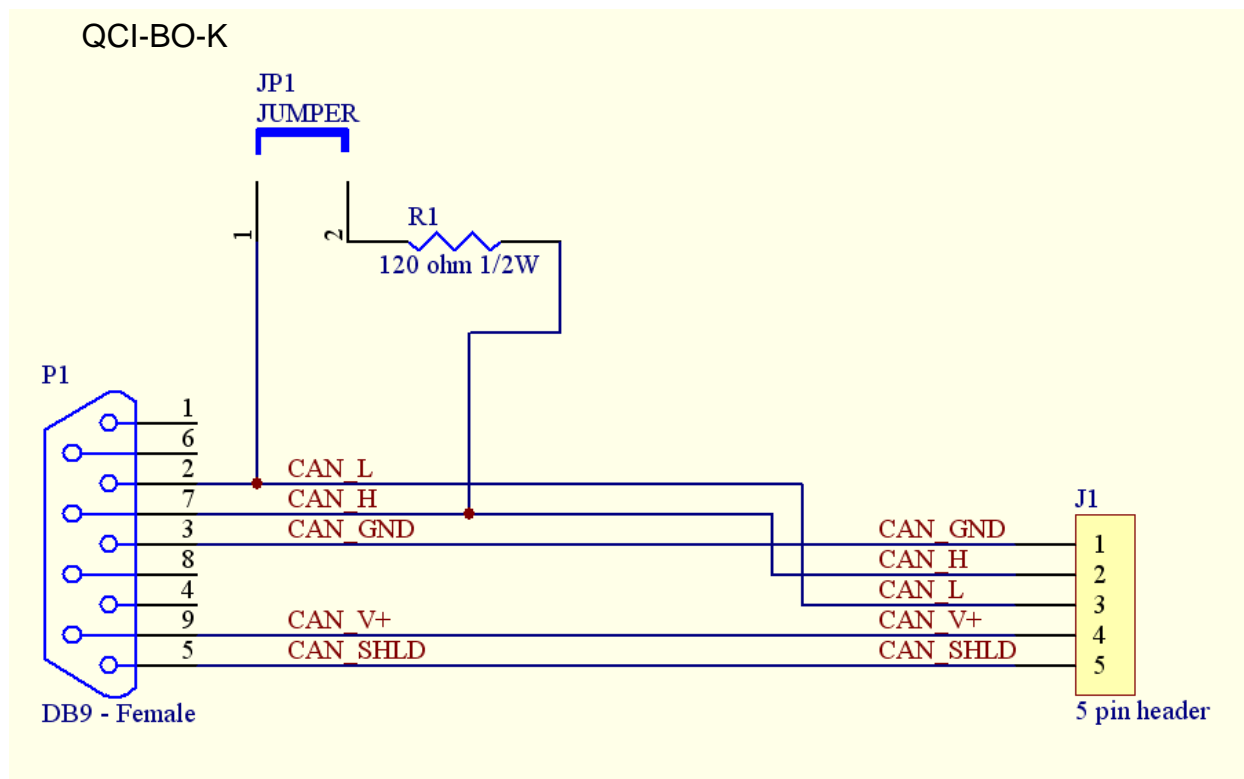 QCI-BO-K
JP1
JUMPER
1
2
R1
120 ohm 1/2W
P1
1
6
2
7
3
8
4
9
5
CAN_L
CAN_H
CAN_GND
CAN_V+
CAN_SHLD
DB9 - Female
J1
CAN_GND
CAN_H
CAN_L
CAN_V+
CAN_SHLD
1
2
3
4
5
5 pin header